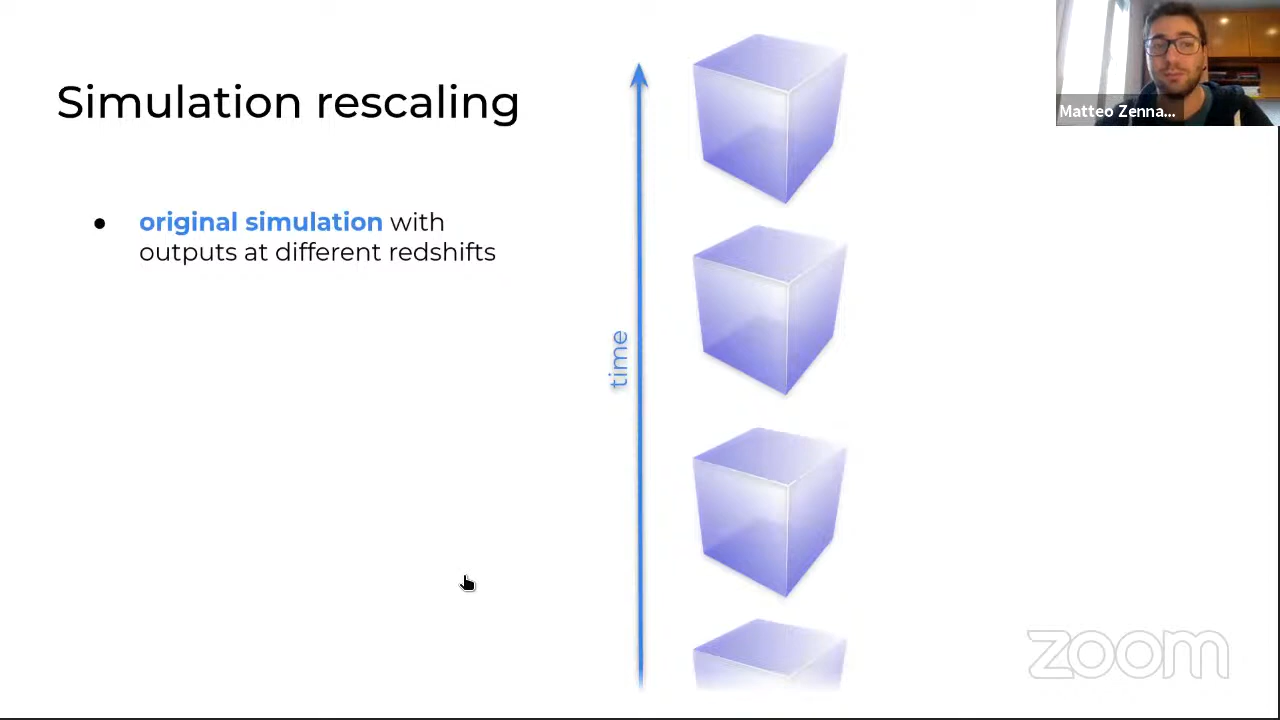 Simulation rescaling
● original simulation with
outputs at different redshifts
time
Matteo Zenna...
zoom